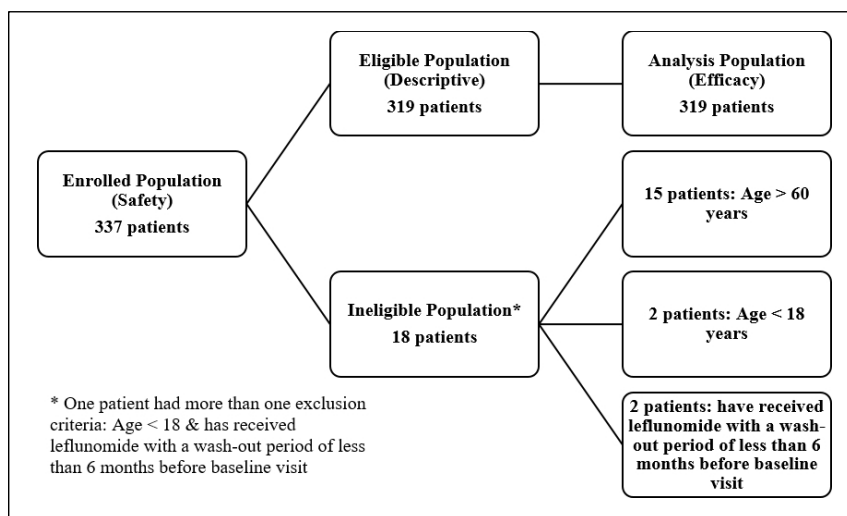 Eligible Population
(Descriptive)
319 patients
Analysis Population
(Efficacy)
319 patients
Enrolled Population
(Safety)
337 patients
15 patients: Age > 60
years
Ineligible Population*
18 patients
2 patients: Age < 18
years
2 patients: have received
leflunomide with a wash-
out period of less than 6
months before baseline
visit
* One patient had more than one exclusion
criteria: Age < 18 & has received
leflunomide with a wash-out period of less
than 6 months before baseline visit